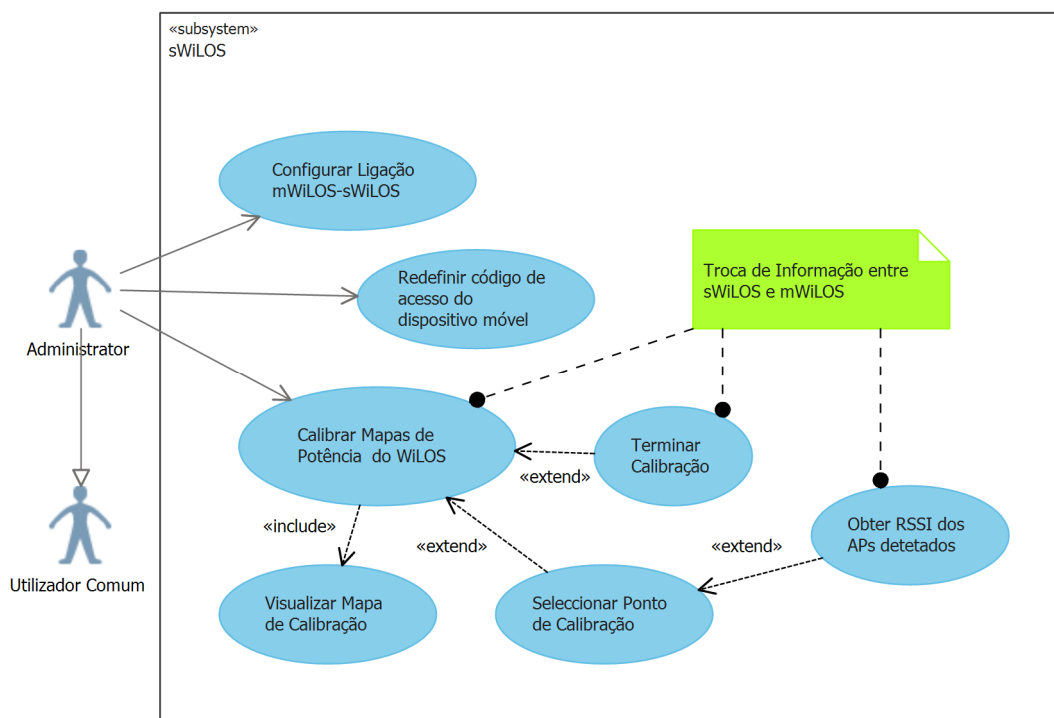 «subsystem»
sWiLOS
Configurar Ligação
mWiLOS-sWiLOS
Redefinir código de
acesso do
dispositivo móvel
Troca de Informação entre
sWiLOS e mWiLOS
Administrator
Calibrar Mapas de
Potência do WiLOS
Terminar
Calibração
«extend»
«include»
«extend»
«extend»
Obter RSSI dos
APs detetados
Utilizador Comum
Visualizar Mapa
de Calibração
Seleccionar Ponto
de Calibração